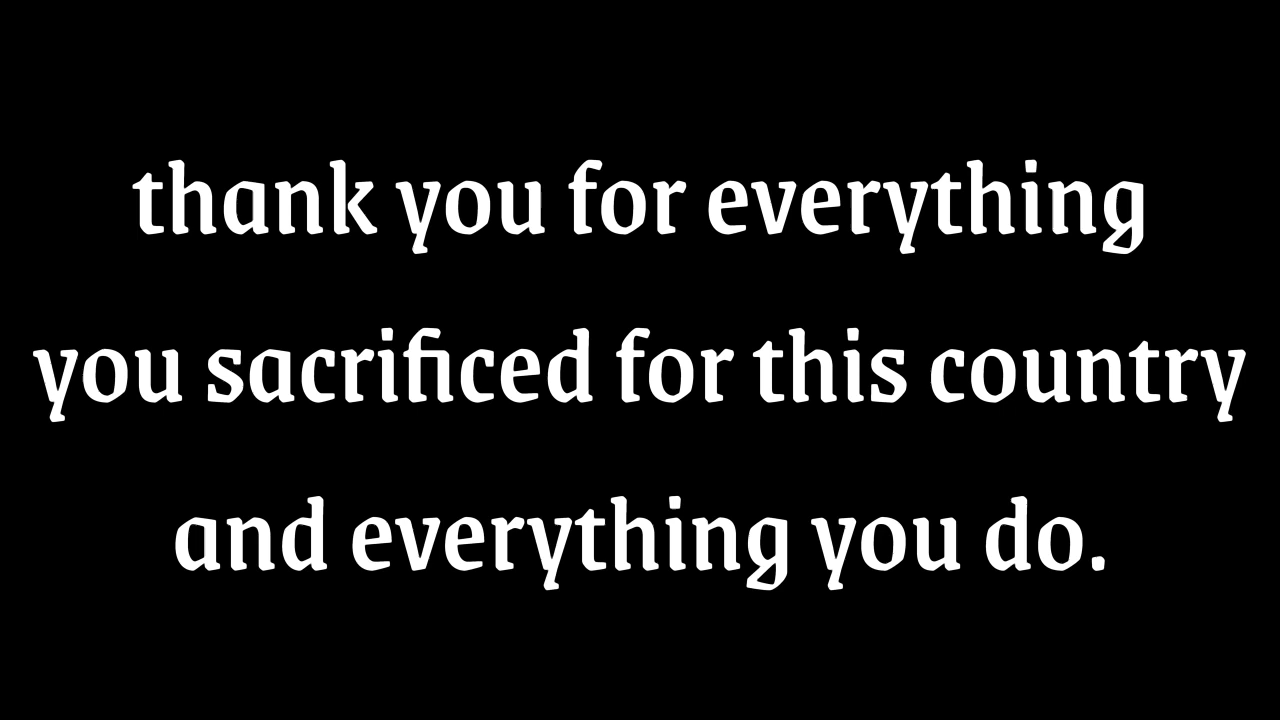 thank you for everything
you sacrificed for this country
and everything you do.